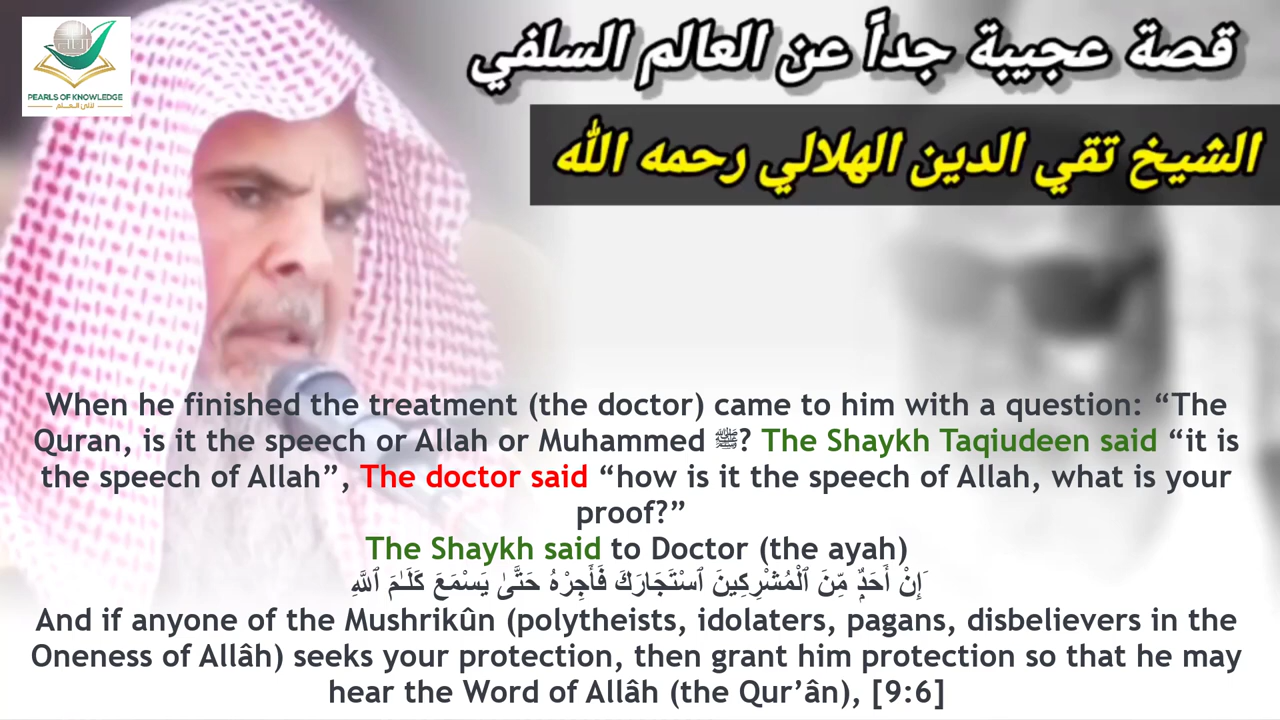 PEARLS OF KNOWLEDGE
لآلئ العلم
قصة عجيبة جداً عن العالم السلفي
الشيخ تقي الدين الهلالي رحمه الله
When he finished the treatment (the doctor) came to him with a question: “The
Quran, is it the speech or Allah or Muhammed ﷺ? The Shaykh Taqiudeen said “it is
the speech of Allah”, The doctor said “how is it the speech of Allah, what is your
proof?”
The Shaykh said to Doctor (the ayah)
َإِنْ أَحَدٌ مِّنَ ٱلْمُشْرِكِينَ ٱسْتَجَارَكَ فَأَجِرْهُ حَتَّىٰ يَسْمَعَ كَلَـٰمَ ٱللَّهِ
And if anyone of the Mushrikûn (polytheists, idolaters, pagans, disbelievers in the
Oneness of Allâh) seeks your protection, then grant him protection so that he may
hear the Word of Allâh (the Qur’ân), [9:6]